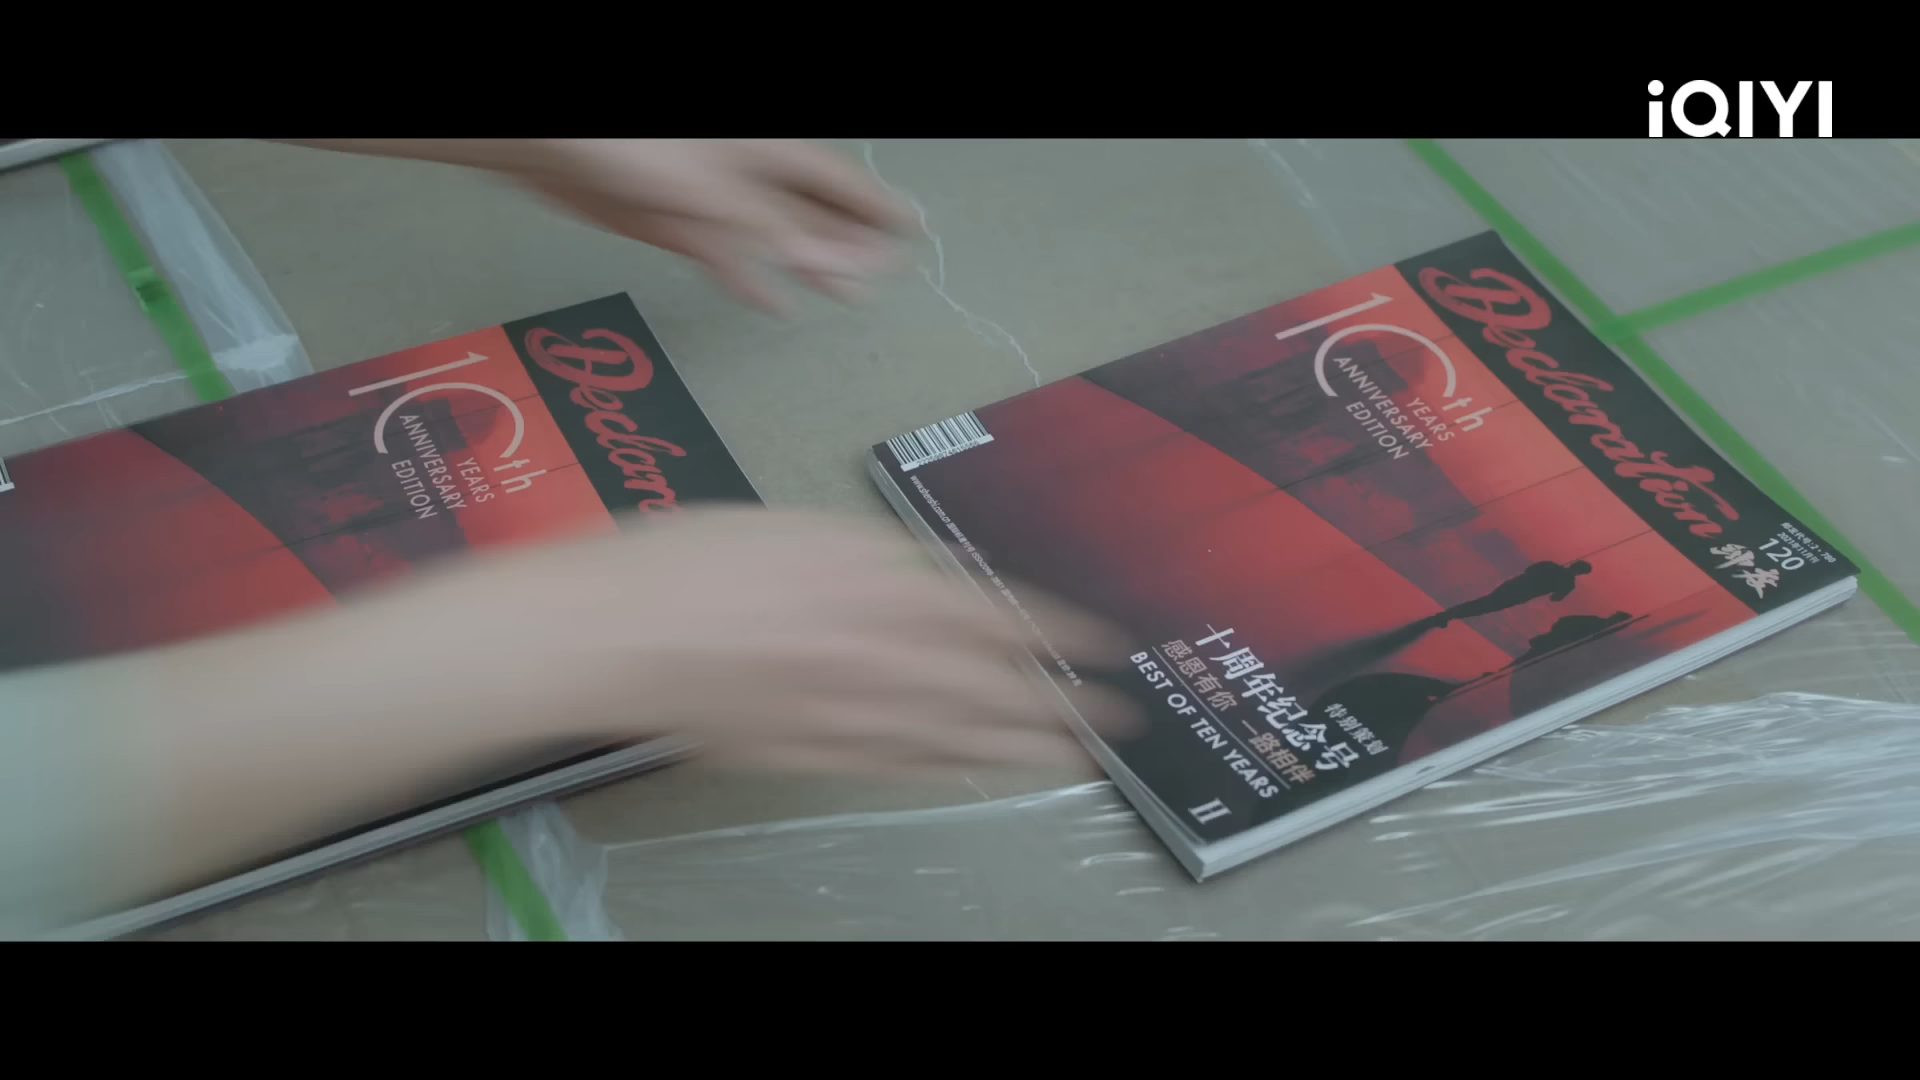 iQIYI
Declara
10th
YEARS
ANNIVERSARY
EDITION
Declaration
120
10th
YEARS
ANNIVERSARY
EDITION
特别策划
十周年纪念号
感恩有你 一路相伴
BEST OF TEN YEARS
II